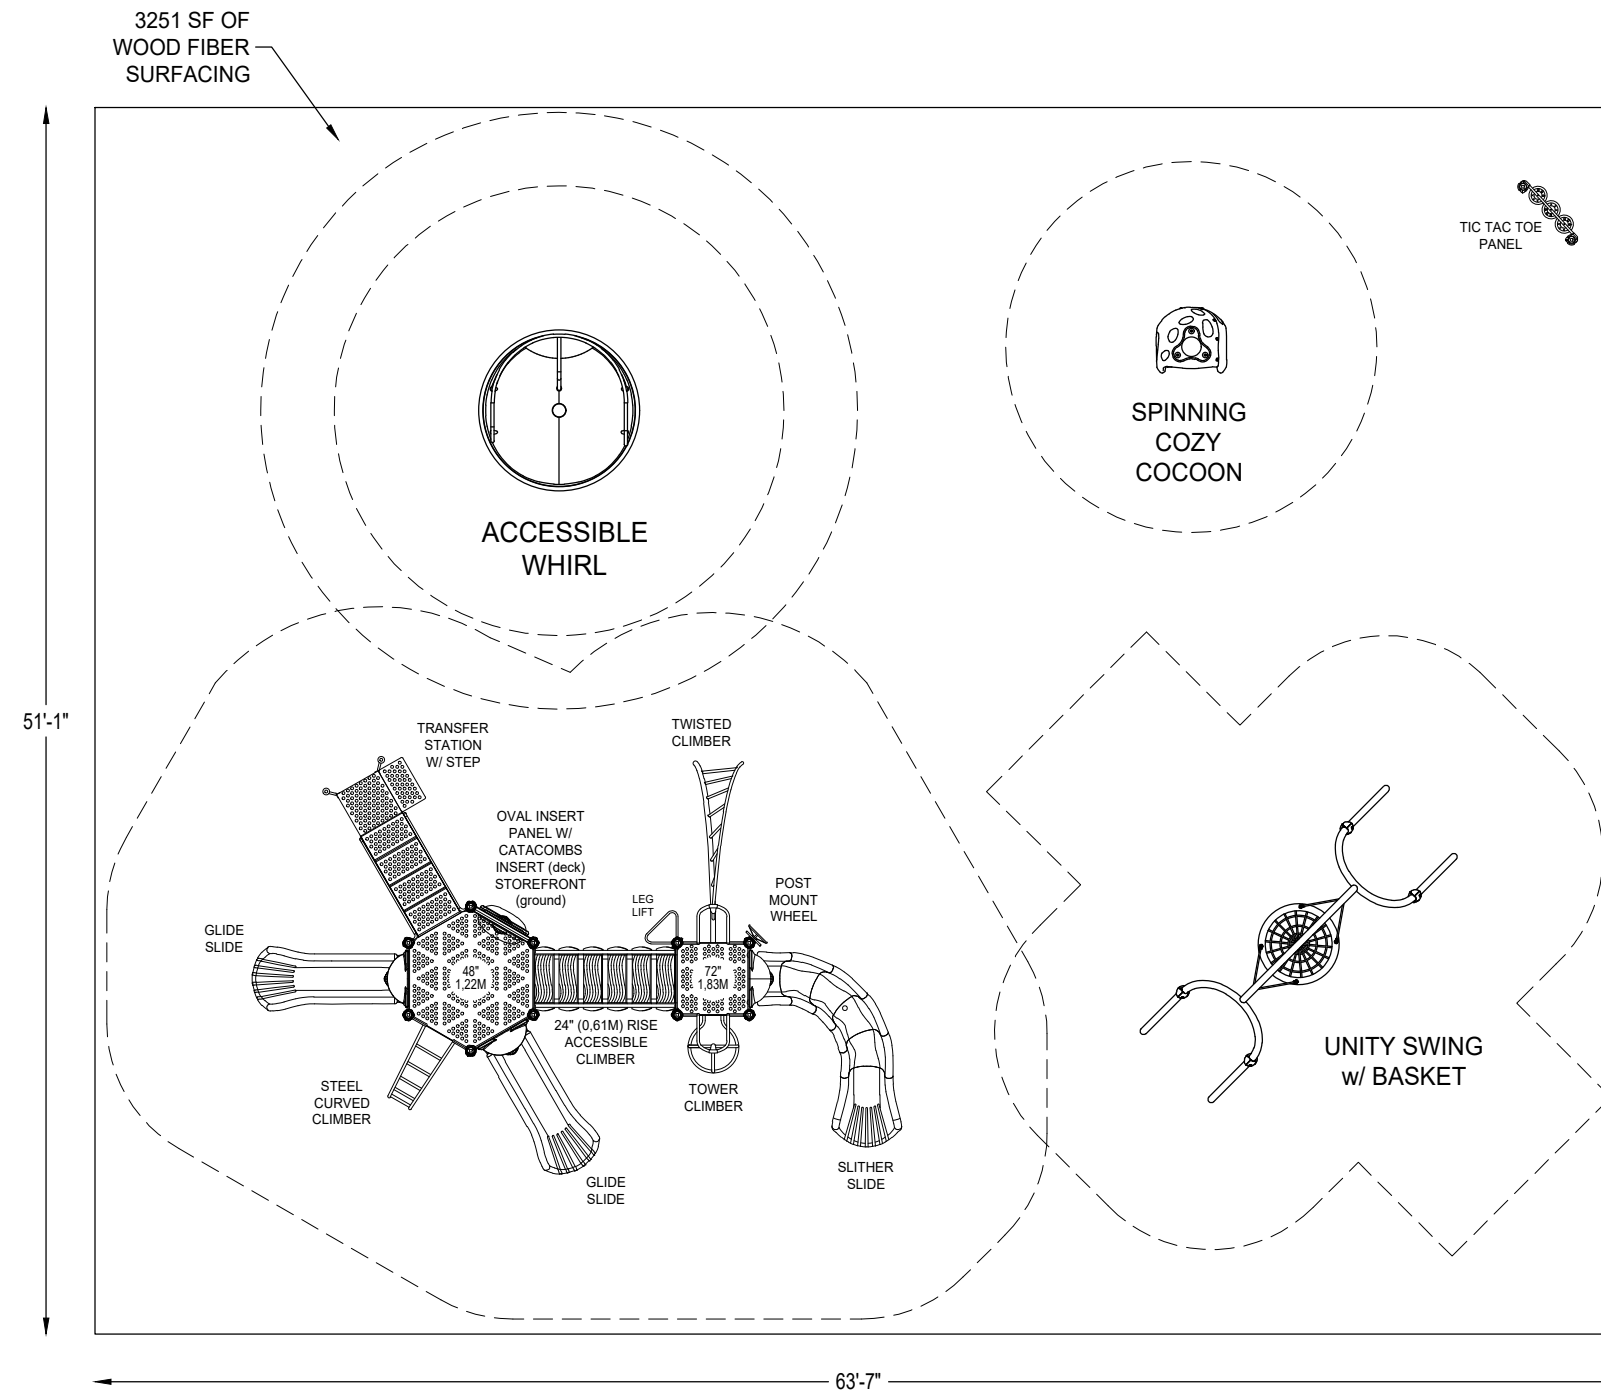 3251 SF OF
WOOD FIBER
SURFACING
TIC TAC TOE
PANEL
SPINNING
COZY
COCOON
ACCESSIBLE
WHIRL
51'-1"
TRANSFER
STATION
W/ STEP
TWISTED
CLIMBER
OVAL INSERT
PANEL W/
CATACOMBS
INSERT (deck)
STOREFRONT
(ground)
LEG
LIFT
POST
MOUNT
WHEEL
GLIDE
SLIDE
48"
1,22M
72"
1,83M
24" (0,61M) RISE
ACCESSIBLE
CLIMBER
STEEL
CURVED
CLIMBER
TOWER
CLIMBER
GLIDE
SLIDE
SLITHER
SLIDE
UNITY SWING
w/ BASKET
63'-7"